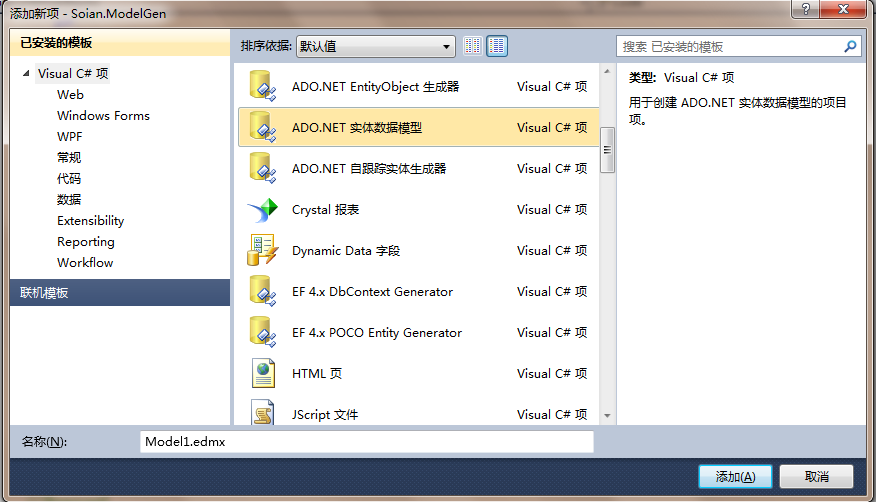 添加新项 - Soian.ModelGen
已安装的模板
Visual C# 项
Web
Windows Forms
WPF
常规
代码
数据
Extensibility
Reporting
Workflow
联机模板
排序依据: 默认值
ADO.NET EntityObject 生成器 Visual C# 项
ADO.NET 实体数据模型 Visual C# 项
ADO.NET 自跟踪实体生成器 Visual C# 项
Crystal 报表 Visual C# 项
Dynamic Data 字段 Visual C# 项
EF 4.x DbContext Generator Visual C# 项
EF 4.x POCO Entity Generator Visual C# 项
HTML 页 Visual C# 项
JScript 文件 Visual C# 项
搜索 已安装的模板
类型: Visual C# 项
用于创建 ADO.NET 实体数据模型的项目
项。
名称(N): Model1.edmx
添加(A) 取消